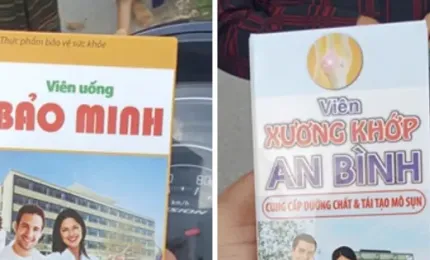 Thực phẩm bảo vệ sức khỏe
Viên uống
BẢO MINH
Viên
XƯƠNG KHỚP
AN BÌNH
CUNG CẤP DƯỠNG CHẤT & TÁI TẠO MÔ SỤN
80